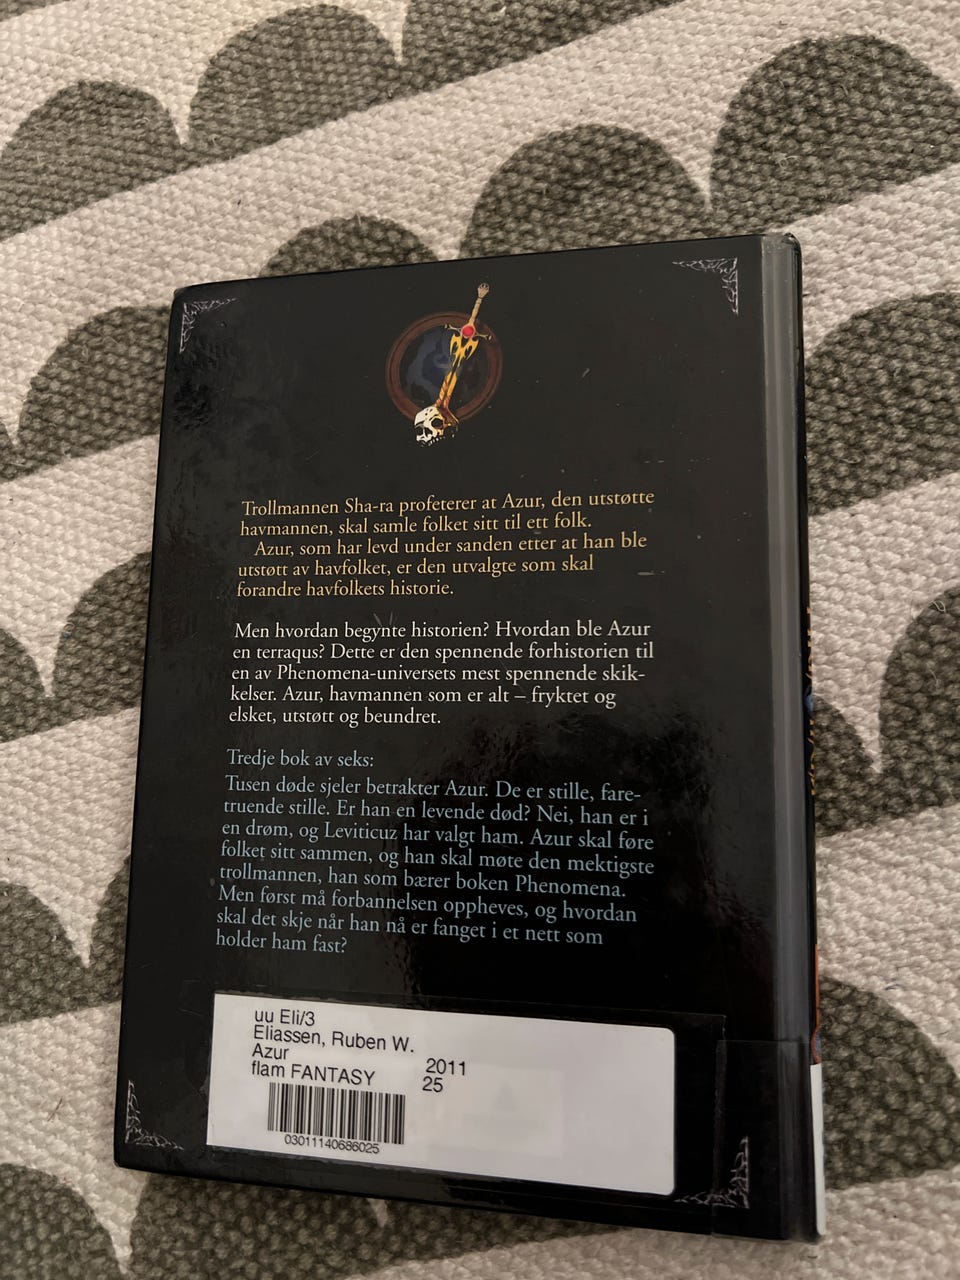 Trollmannen Sha-ra profeterer at Azur, den utstøtte
havmannen, skal samle folket sitt til ett folk.
Azur, som har levd under sanden etter at han ble
utstøtt av havfolket, er den utvalgte som skal
forandre havfolkets historie.
Men hvordan begynte historien? Hvordan ble Azur
en terraqus? Dette er den spennende forhistorien til
en av Phenomena-universets mest spennende skik-
kelser. Azur, havmannen som er alt – fryktet og
elsket, utstøtt og beundret.
Tredje bok av seks:
Tusen døde sjeler betrakter Azur. De er stille, fare-
truende stille. Er han en levende død? Nei, han er i
en drøm, og Leviticuz har valgt ham. Azur skal føre
folket sitt sammen, og han skal møte den mektigste
trollmannen, han som bærer boken Phenomena.
Men først må forbannelsen oppheves, og hvordan
skal det skje når han nå er fanget i et nett som
holder ham fast?
uu Eli/3
Eliassen, Ruben W.
Azur 2011
flam FANTASY 25
03011140686025